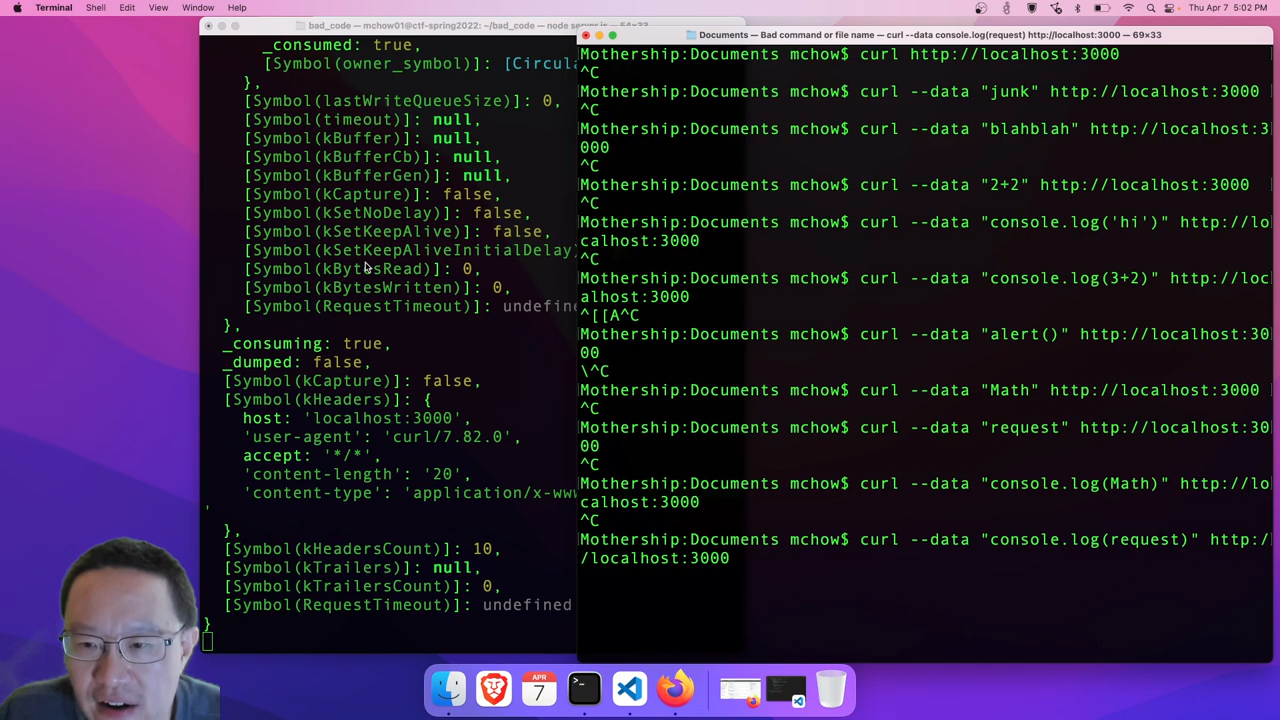 Terminal Shell Edit View Window Help
Thu Apr 7 5:02 PM
bad_code — mchow01@ctf-spring2022: ~/bad_code — node server.js — 54×33
_consumed: true,
[Symbol(owner_symbol)]: [Circula
},
[Symbol(lastWriteQueueSize)]: 0,
[Symbol(timeout)]: null,
[Symbol(kBuffer)]: null,
[Symbol(kBufferCb)]: null,
[Symbol(kBufferGen)]: null,
[Symbol(kCapture)]: false,
[Symbol(kSetNoDelay)]: false,
[Symbol(kSetKeepAlive)]: false,
[Symbol(kSetKeepAliveInitialDelay)
[Symbol(kBytesRead)]: 0,
[Symbol(kBytesWritten)]: 0,
[Symbol(RequestTimeout)]: undefine
},
_consuming: true,
_dumped: false,
[Symbol(kCapture)]: false,
[Symbol(kHeaders)]: {
host: 'localhost:3000',
'user-agent': 'curl/7.82.0',
accept: '*/*',
'content-length': '20',
'content-type': 'application/x-www
'
},
[Symbol(kHeadersCount)]: 10,
[Symbol(kTrailers)]: null,
[Symbol(kTrailersCount)]: 0,
[Symbol(RequestTimeout)]: undefined
}
Documents — Bad command or file name — curl --data console.log(request) http://localhost:3000 — 69×33
Mothership:Documents mchow$ curl http://localhost:3000
^C
Mothership:Documents mchow$ curl --data "junk" http://localhost:3000
^C
Mothership:Documents mchow$ curl --data "blahblah" http://localhost:3
000
^C
Mothership:Documents mchow$ curl --data "2+2" http://localhost:3000
^C
Mothership:Documents mchow$ curl --data "console.log('hi')" http://lo
calhost:3000
^C
Mothership:Documents mchow$ curl --data "console.log(3+2)" http://loc
alhost:3000
^[[A^C
Mothership:Documents mchow$ curl --data "alert()" http://localhost:30
00
\^C
Mothership:Documents mchow$ curl --data "Math" http://localhost:3000
^C
Mothership:Documents mchow$ curl --data "request" http://localhost:30
00
^C
Mothership:Documents mchow$ curl --data "console.log(Math)" http://lo
calhost:3000
^C
Mothership:Documents mchow$ curl --data "console.log(request)" http:/
/localhost:3000
APR
7
>_